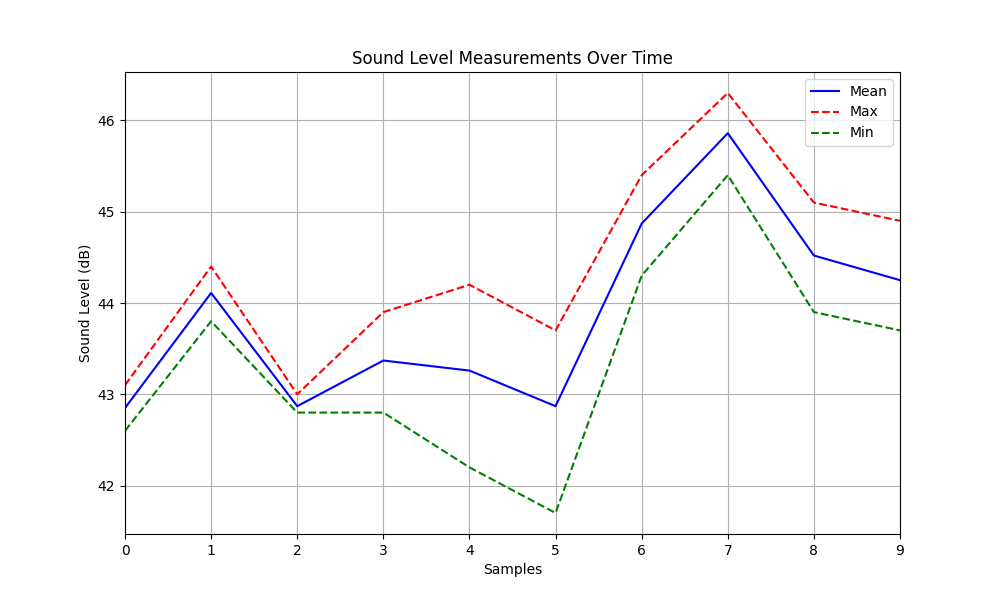 Sound Level Measurements Over Time
Mean
Max
Min
46
45
44
43
42
Sound Level (dB)
0 1 2 3 4 5 6 7 8 9
Samples